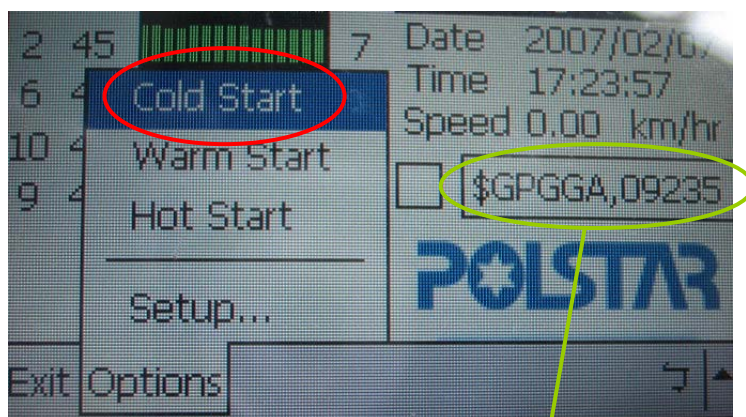 2 45 7 Date 2007/02/07
6 4 Cold Start Time 17:23:57
Speed 0.00 km/hr
10 4 Warm Start
9 4 $GPGGA,09235
Hot Start
POLSTAR
Setup...
Exit Options